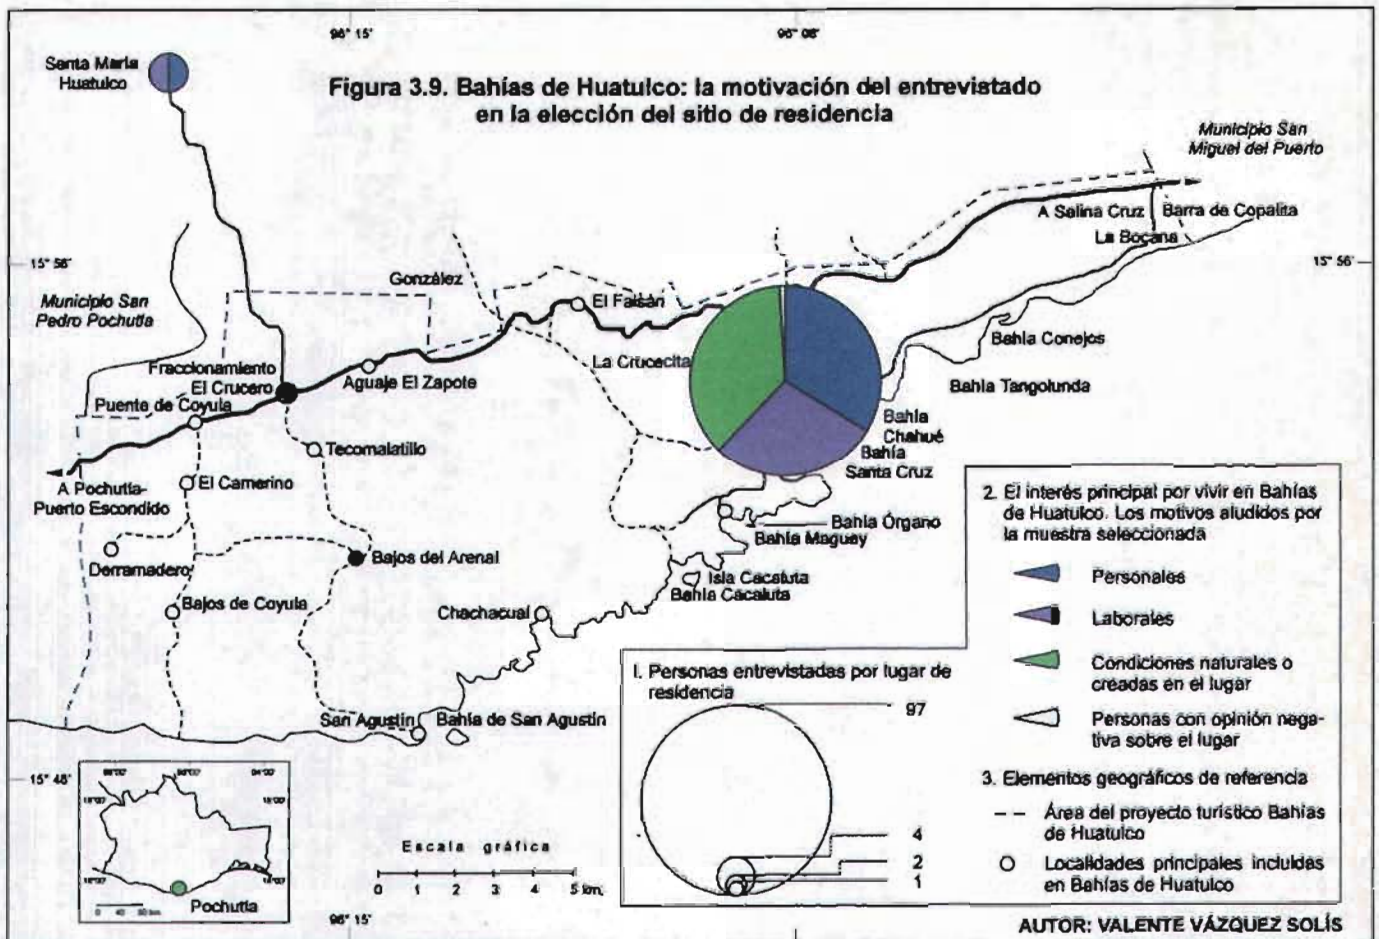 96° 15'
96° 08'
Santa María
Huatulco
Figura 3.9. Bahías de Huatulco: la motivación del entrevistado
en la elección del sitio de residencia
Municipio San
Miguel del Puerto
A Salina Cruz
Barra de Copalita
La Bocana
15° 56'
15° 56'
González
El Faisán
Municipio San
Pedro Pochutla
Bahía Conejos
La Crucecita
Fraccionamiento
El Crucero
Aguaje El Zapote
Bahía Tangolunda
Puente de Coyula
Bahía
Chahué
Bahía
Santa Cruz
Tecomalatillo
A Pochutla-
Puerto Escondido
El Camerino
Bahía Órgano
Bahía Maguey
Derramadero
Bajos del Arenal
Isla Cacaluta
Bahía Cacaluta
Bajos de Coyula
Chachacual
San Agustín
Bahía de San Agustín
15° 48'
2. El interés principal por vivir en Bahías
de Huatulco. Los motivos aludidos por
la muestra seleccionada
Personales
Laborales
Condiciones naturales o
creadas en el lugar
Personas con opinión nega-
tiva sobre el lugar
3. Elementos geográficos de referencia
Área del proyecto turístico Bahías
de Huatulco
Localidades principales incluidas
en Bahías de Huatulco
1. Personas entrevistadas por lugar de
residencia
97
4
2
1
Escala gráfica
0 1 2 3 4 5 km.
Pochutla
96° 15'
AUTOR: VALENTE VÁZQUEZ SOLÍS